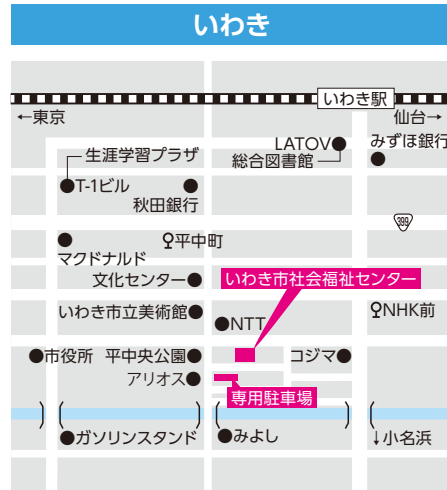 いわき
いわき駅
←東京
仙台→
LATOV
みずほ銀行
生涯学習プラザ
総合図書館
T-1ビル
秋田銀行
399
平中町
マクドナルド
文化センター
いわき市社会福祉センター
いわき市立美術館
NTT
NHK前
市役所
平中央公園
コジマ
アリオス
専用駐車場
ガソリンスタンド
みよし
↓小名浜